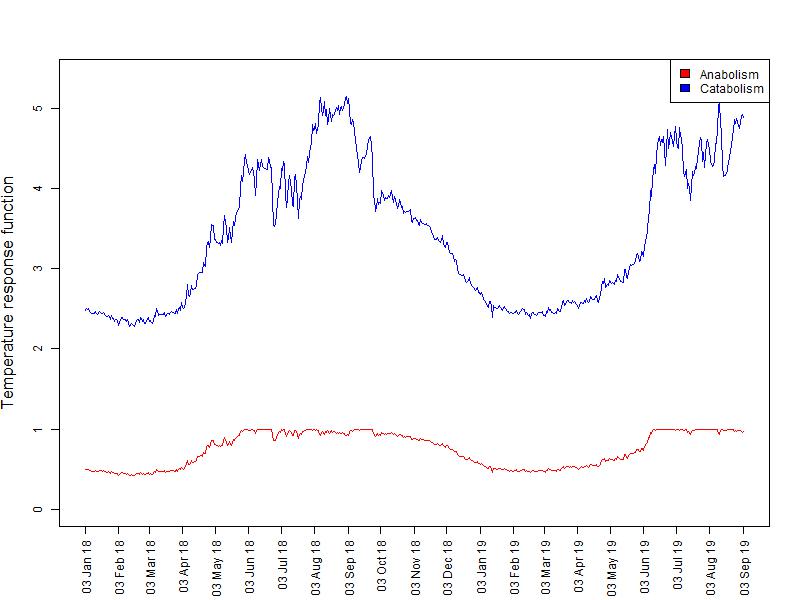 Anabolism
Catabolism
Temperature response function
5
4
3
2
1
0
03 Jan 18
03 Feb 18
03 Mar 18
03 Apr 18
03 May 18
03 Jun 18
03 Jul 18
03 Aug 18
03 Sep 18
03 Oct 18
03 Nov 18
03 Dec 18
03 Jan 19
03 Feb 19
03 Mar 19
03 Apr 19
03 May 19
03 Jun 19
03 Jul 19
03 Aug 19
03 Sep 19